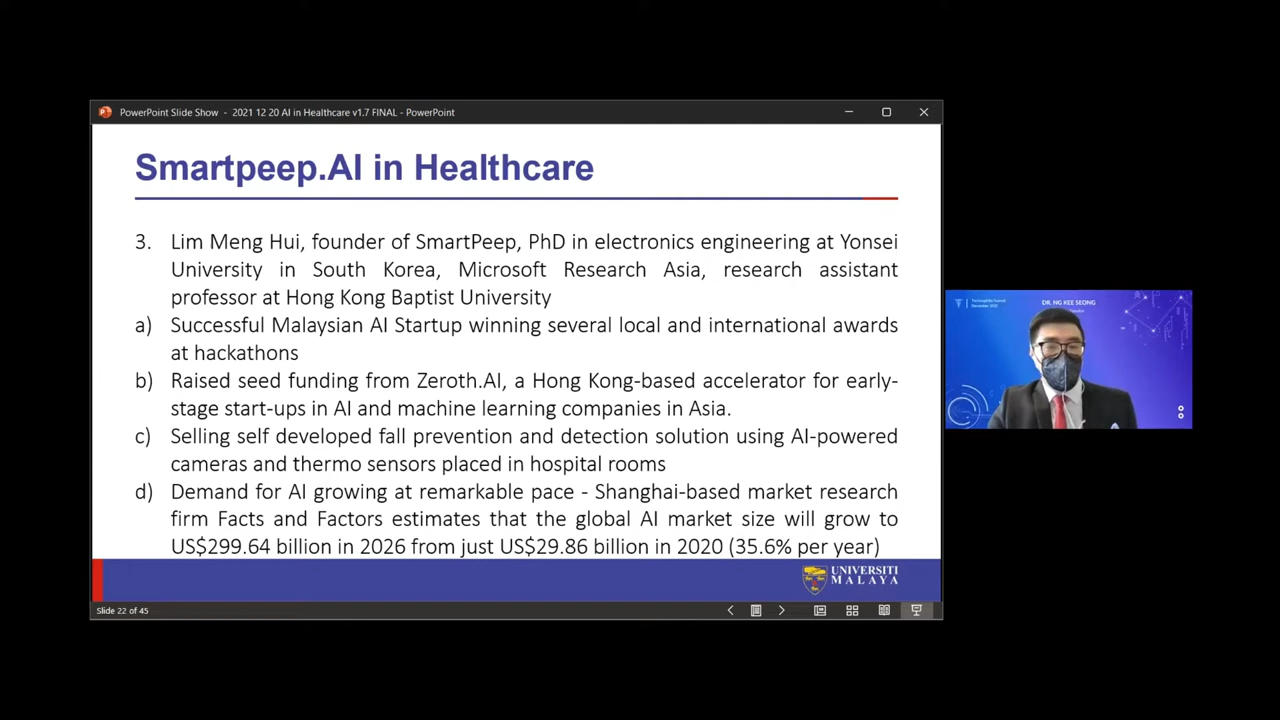 PowerPoint Slide Show - 2021 12 20 AI in Healthcare v1.7 FINAL - PowerPoint
Smartpeep.AI in Healthcare
3. Lim Meng Hui, founder of SmartPeep, PhD in electronics engineering at Yonsei
University in South Korea, Microsoft Research Asia, research assistant
professor at Hong Kong Baptist University
a) Successful Malaysian AI Startup winning several local and international awards
at hackathons
b) Raised seed funding from Zeroth.AI, a Hong Kong-based accelerator for early-
stage start-ups in AI and machine learning companies in Asia.
c) Selling self developed fall prevention and detection solution using AI-powered
cameras and thermo sensors placed in hospital rooms
d) Demand for AI growing at remarkable pace - Shanghai-based market research
firm Facts and Factors estimates that the global AI market size will grow to
US$299.64 billion in 2026 from just US$29.86 billion in 2020 (35.6% per year)
UNIVERSITI
MALAYA
Slide 22 of 45
DR. NG KEE SEONG